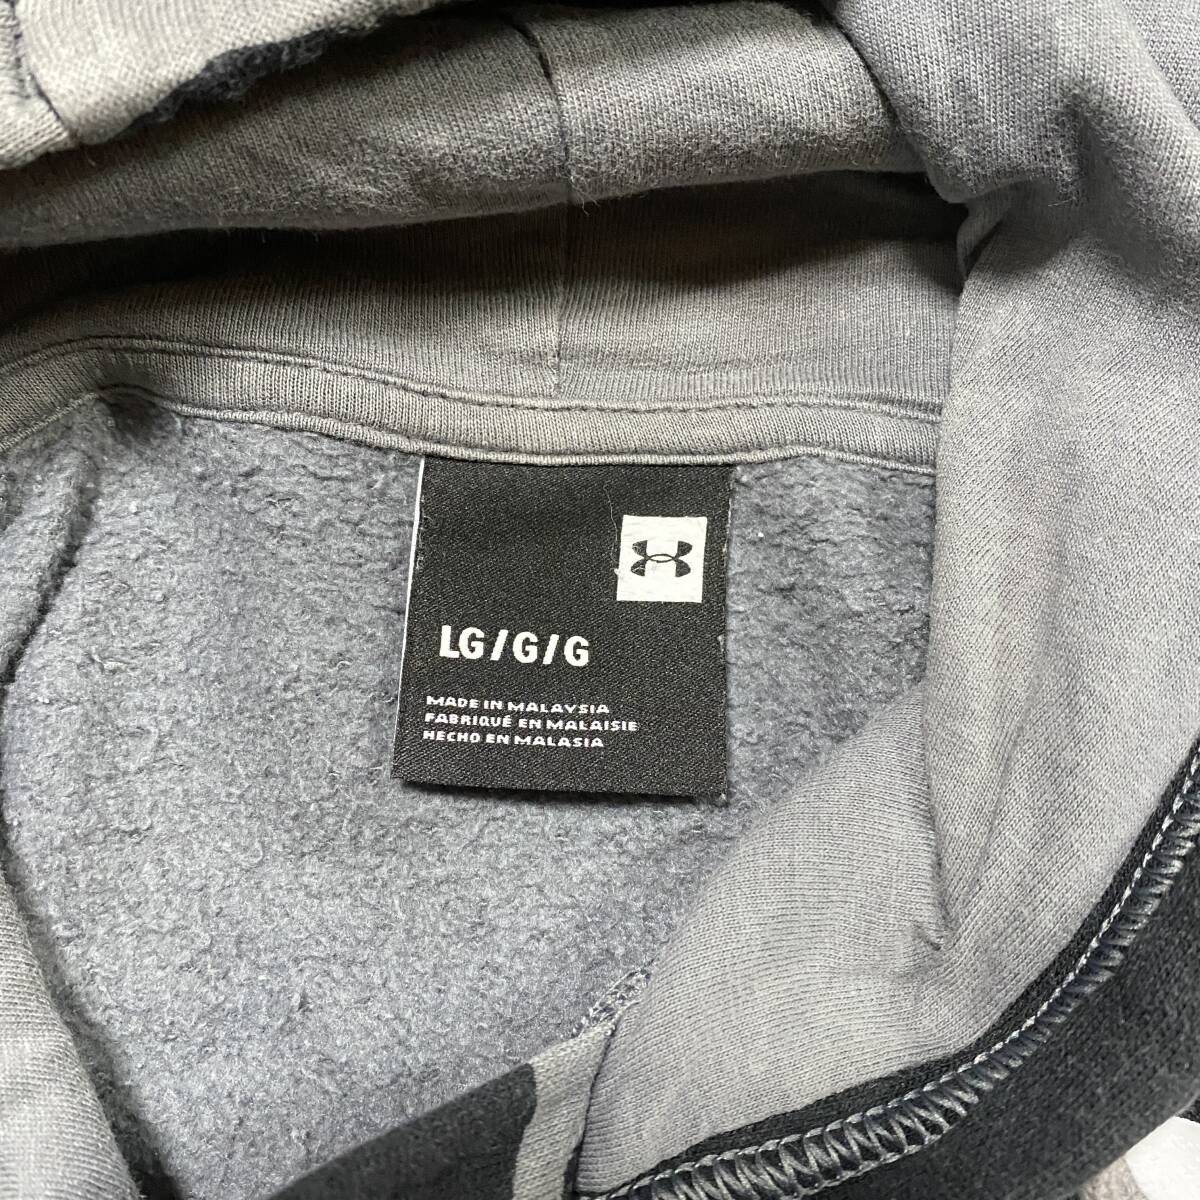 LG/G/G
MADE IN MALAYSIA
FABRIQUÉ EN MALAISIE
HECHO EN MALASIA